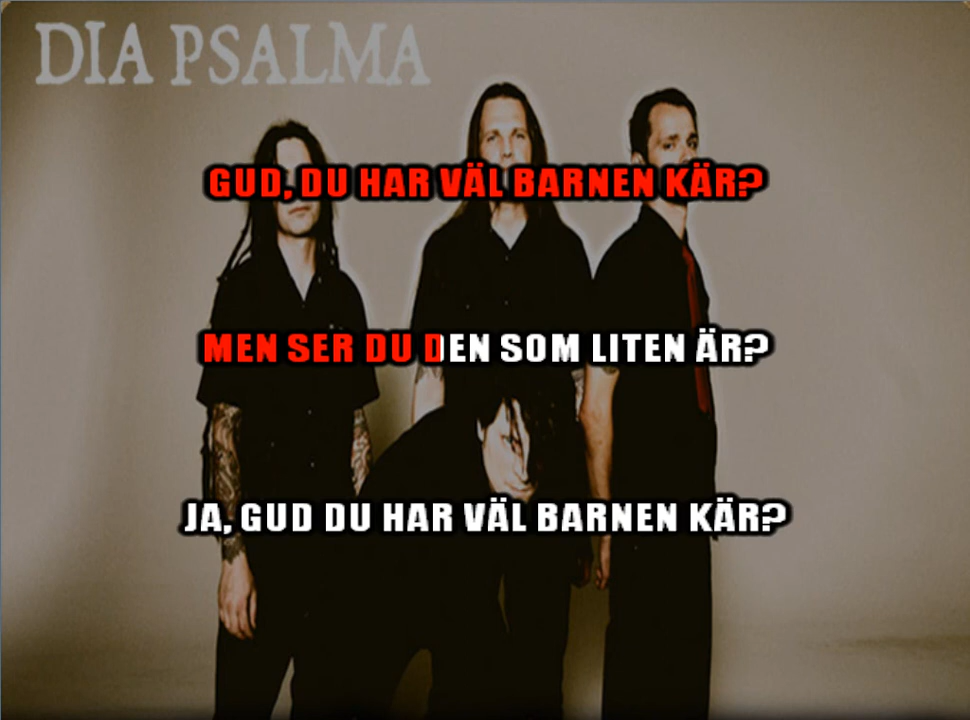 DIA PSALMA
GUD, DU HAR VÄL BARNEN KÄR?
MEN SER DU DEN SOM LITEN ÄR?
JA, GUD DU HAR VÄL BARNEN KÄR?